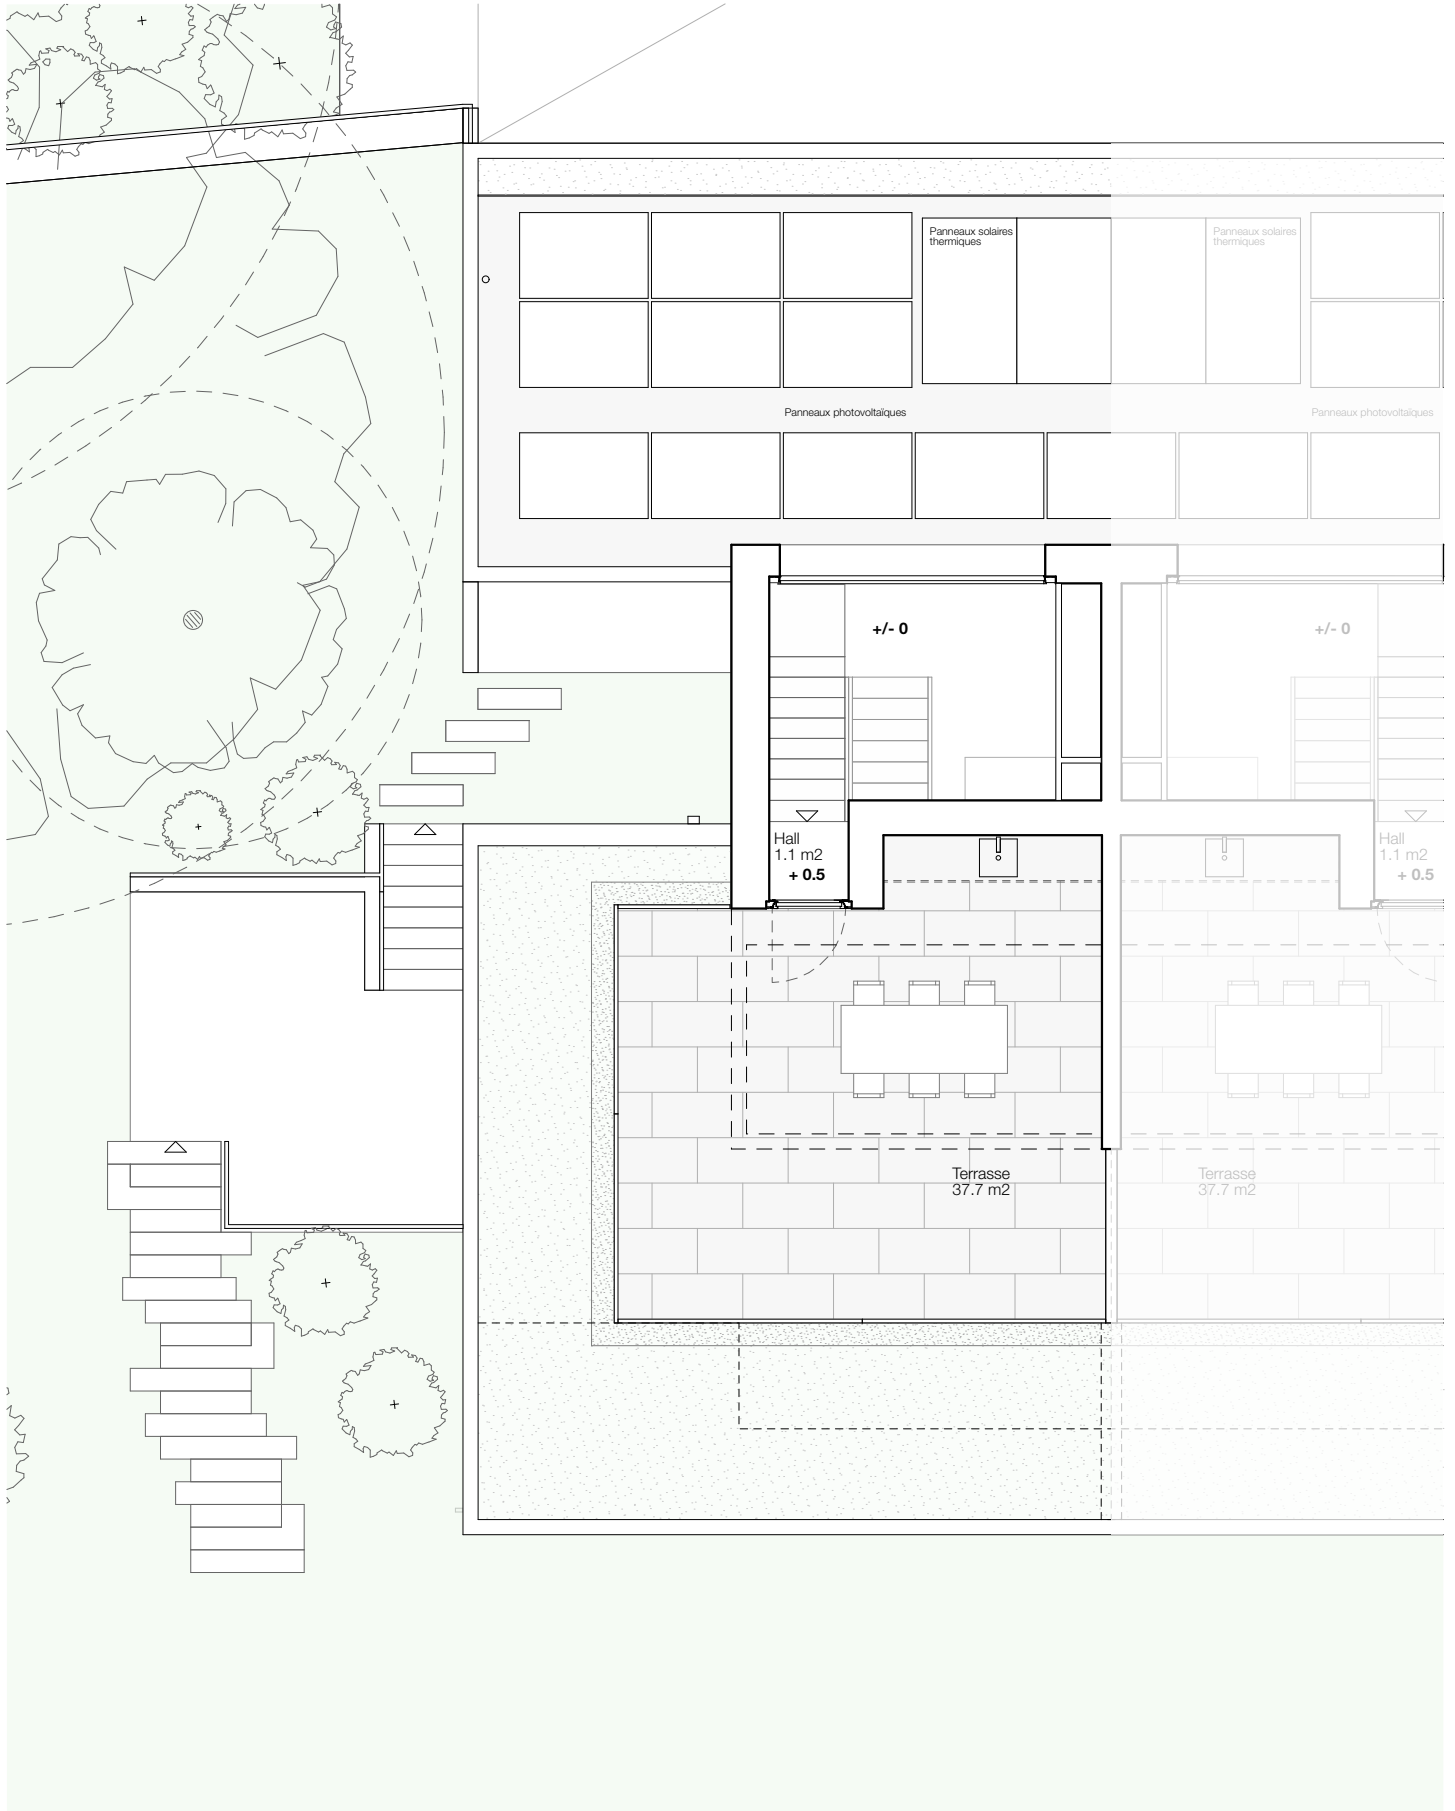 Panneaux solaires
thermiques
Panneaux solaires
thermiques
Panneaux photovoltaïques
Panneaux photovoltaïques
+/- 0
+/- 0
Hall
1.1 m2
+ 0.5
Hall
1.1 m2
+ 0.5
Terrasse
37.7 m2
Terrasse
37.7 m2